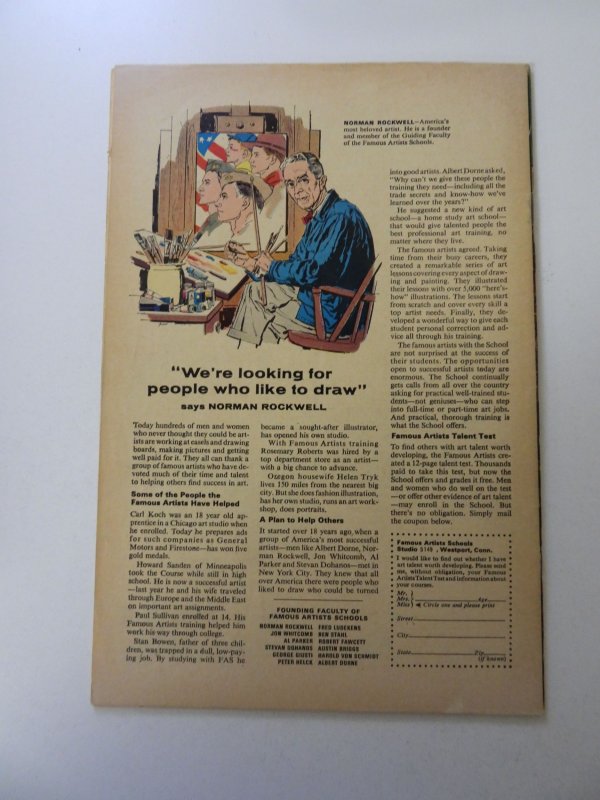 NORMAN ROCKWELL—America's
most beloved artist. He is a founder
and member of the Guiding Faculty
of the Famous Artists Schools.
"We're looking for
people who like to draw"
says NORMAN ROCKWELL
Today hundreds of men and women
who never thought they could be art-
ists are working at easels and drawing
boards, making pictures and getting
well paid for it. They all can thank a
group of famous artists who have de-
voted much of their time and talent
to helping others find success in art.
Some of the People the
Famous Artists Have Helped
Carl Koch was an 18 year old ap-
prentice in a Chicago art studio when
he enrolled. Today he prepares ads
for such companies as General
Motors and Firestone—has won five
gold medals.
Howard Sanden of Minneapolis
took the Course while still in high
school. He is now a successful artist
—last year he and his wife traveled
through Europe and the Middle East
on important art assignments.
Paul Sullivan enrolled at 14. His
Famous Artists training helped him
work his way through college.
Stan Bowen, father of three chil-
dren, was trapped in a dull, low-pay-
ing job. By studying with FAS he
became a sought-after illustrator,
has opened his own studio.
With Famous Artists training
Rosemary Roberts was hired by a
top department store as an artist—
with a big chance to advance.
Oregon housewife Helen Tryk
lives 150 miles from the nearest big
city. But she does fashion illustration,
has her own studio, runs an art work-
shop, does portraits.
A Plan to Help Others
It started over 18 years ago, when a
group of America's most successful
artists—men like Albert Dorne, Nor-
man Rockwell, Jon Whitcomb, Al
Parker and Stevan Dohanos—met in
New York City. They knew that all
over America there were people who
liked to draw who could be turned
FOUNDING FACULTY OF
FAMOUS ARTISTS SCHOOLS
NORMAN ROCKWELL FRED LUDEKENS
JON WHITCOMB BEN STAHL
AL PARKER ROBERT FAWCETT
STEVAN DOHANOS AUSTIN BRIGGS
GEORGE GIUSTI HAROLD VON SCHMIDT
PETER HELCK ALBERT DORNE
into good artists. Albert Dorne asked,
"Why can't we give these people the
training they need—including all the
trade secrets and know-how we've
learned over the years?"
He suggested a new kind of art
school—a home study art school—
that would give talented people the
best professional art training, no
matter where they live.
The famous artists agreed. Taking
time from their busy careers, they
created a remarkable series of art
lessons covering every aspect of draw-
ing and painting. They illustrated
their lessons with over 5,000 "here's-
how" illustrations. The lessons start
from scratch and cover every skill a
top artist needs. Finally, they de-
veloped a wonderful way to give each
student personal correction and ad-
vice all through his training.
The famous artists with the School
are not surprised at the success of
their students. The opportunities
open to successful artists today are
enormous. The School continually
gets calls from all over the country
asking for practical well-trained stu-
dents—not geniuses—who can step
into full-time or part-time art jobs.
And practical, thorough training is
what the School offers.
Famous Artists Talent Test
To find others with art talent worth
developing, the Famous Artists cre-
ated a 12-page talent test. Thousands
paid to take this test, but now the
School offers and grades it free. Men
and women who do well on the test
—or offer other evidence of art talent
—may enroll in the School. But
there's no obligation. Simply mail
the coupon below.
Famous Artists Schools
Studio 5149, Westport, Conn.
I would like to find out whether I have
art talent worth developing. Please send
me, without obligation, your Famous
Artists Talent Test and information about
your courses.
Mr.
Mrs. Age
Miss Circle one and please print
Street
City
State Zip
(if known)